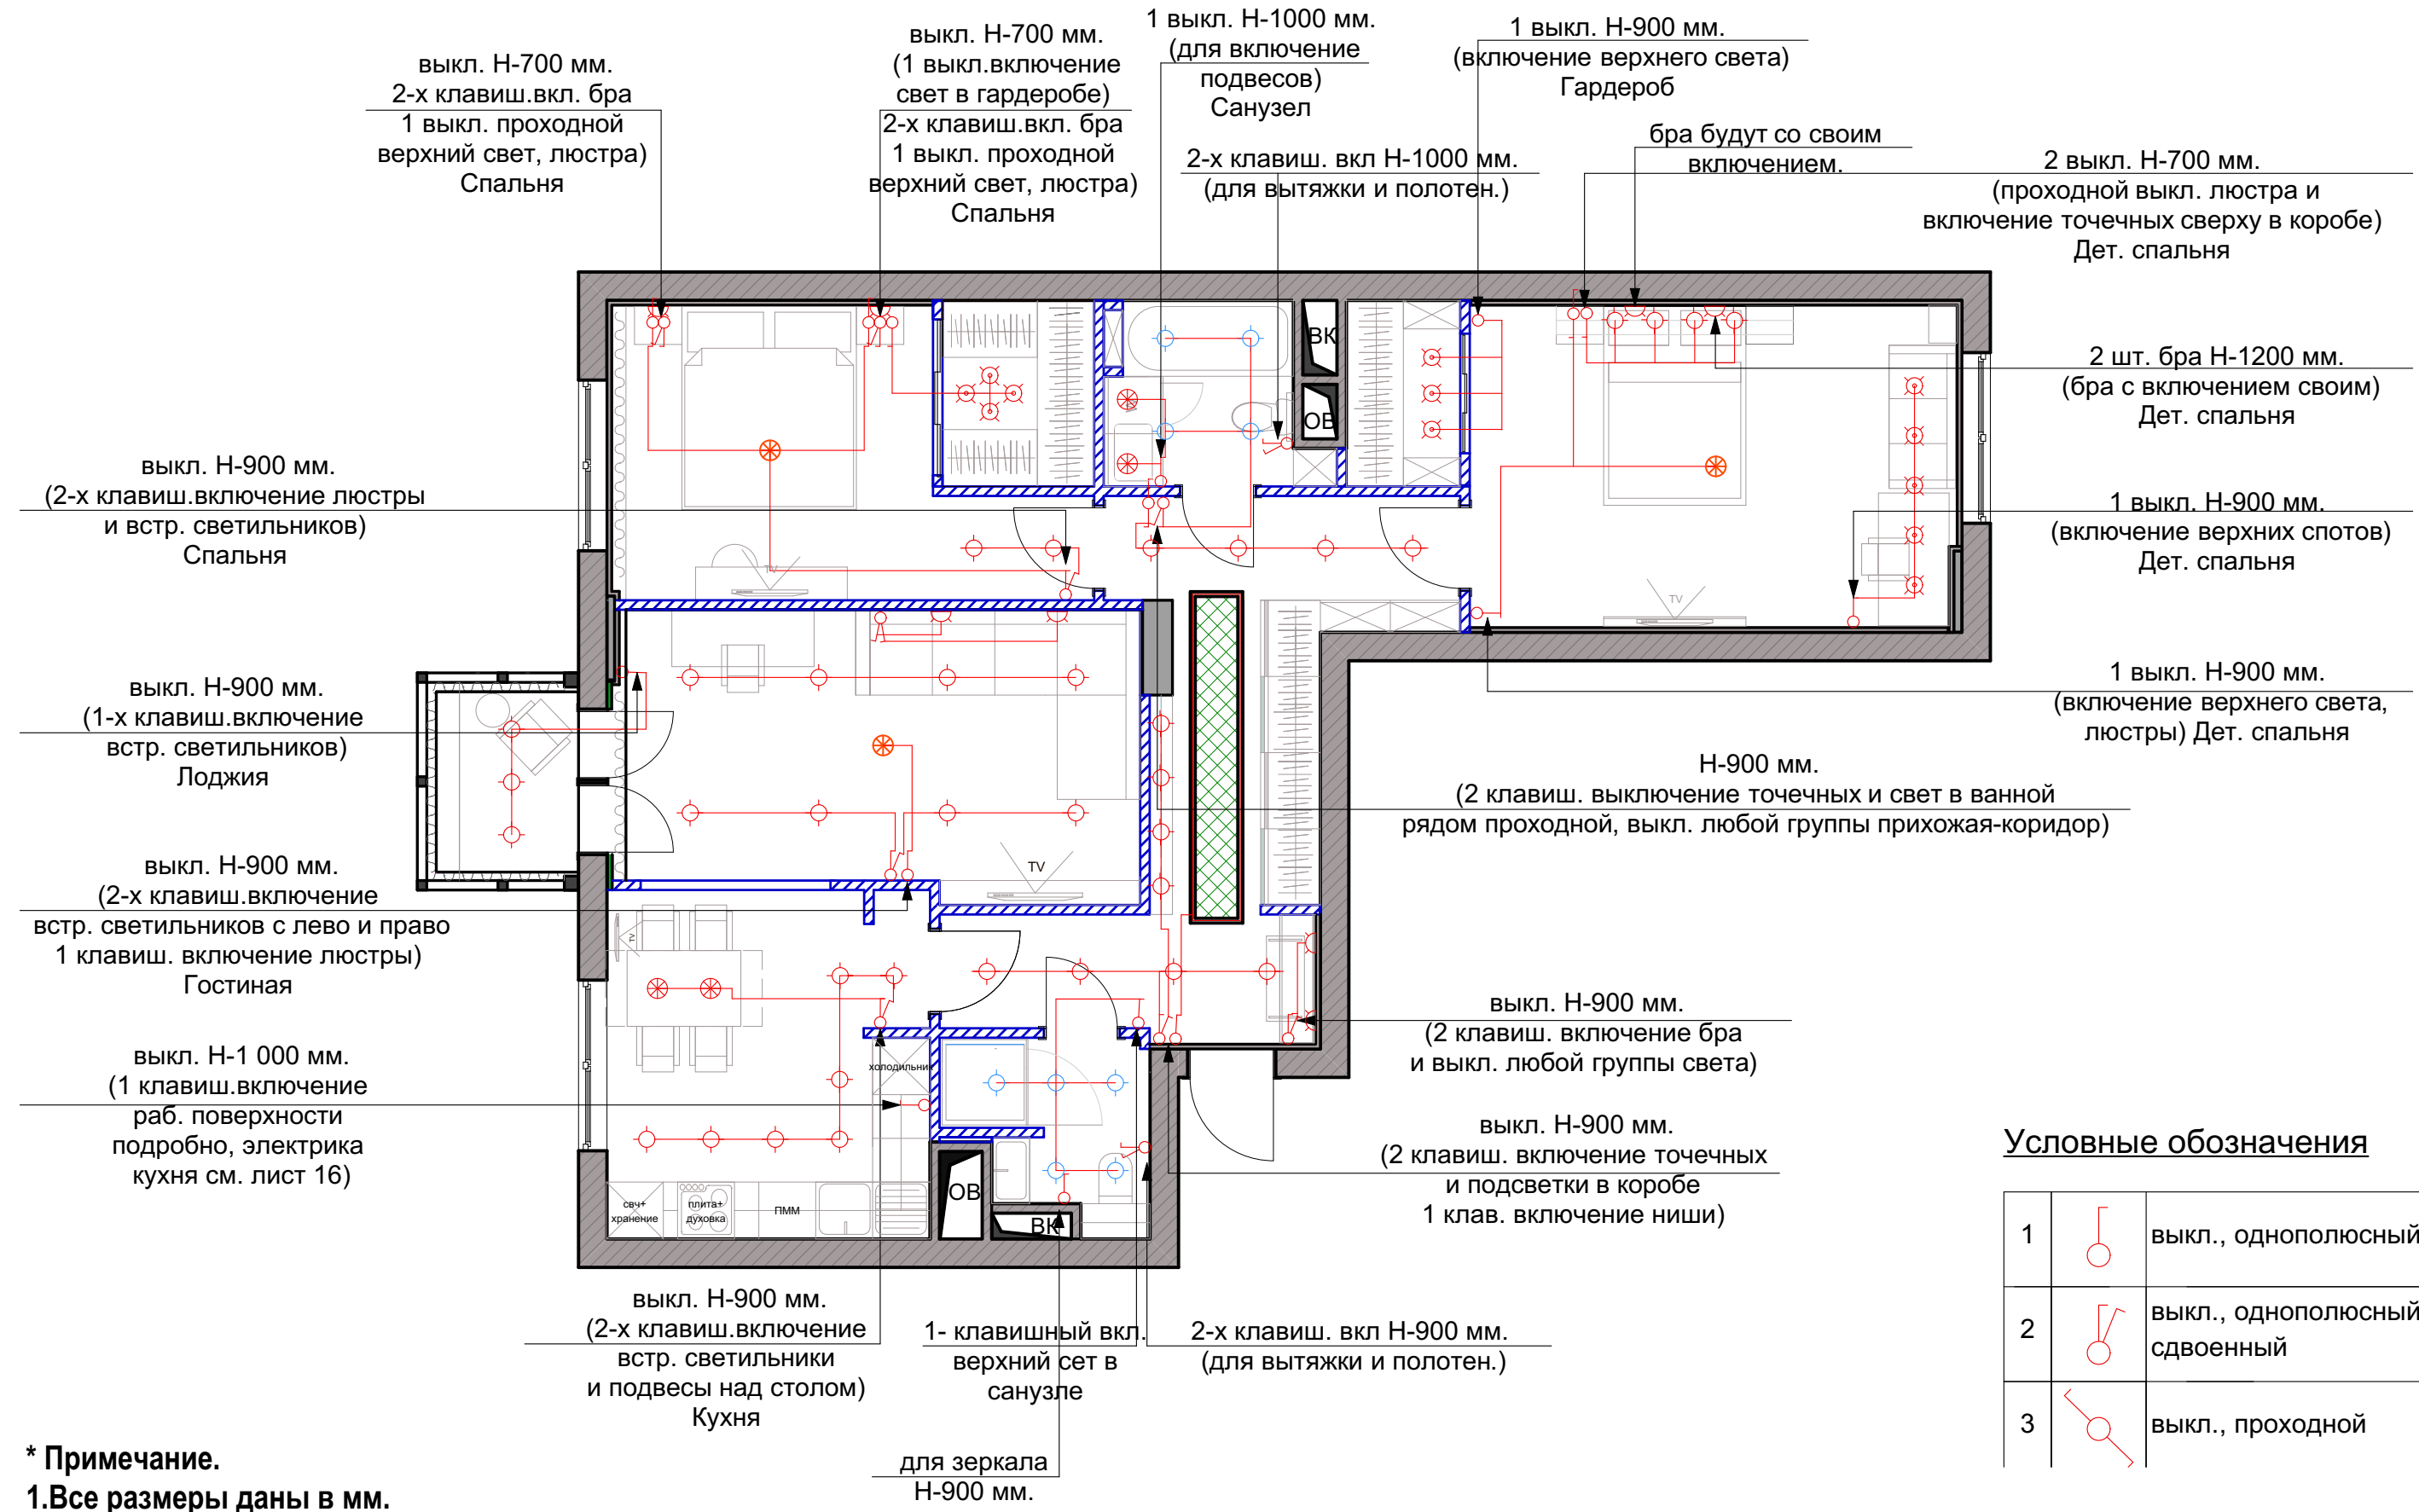 выкл. Н-700 мм.
2-х клавиш.вкл. бра
1 выкл. проходной
верхний свет, люстра)
Спальня
выкл. Н-700 мм.
(1 выкл.включение
свет в гардеробе)
2-х клавиш.вкл. бра
1 выкл. проходной
верхний свет, люстра)
Спальня
1 выкл. Н-1000 мм.
(для включение
подвесов)
Санузел
2-х клавиш. вкл Н-1000 мм.
(для вытяжки и полотен.)
1 выкл. Н-900 мм.
(включение верхнего света)
Гардероб
бра будут со своим
включением.
2 выкл. Н-700 мм.
(проходной выкл. люстра и
включение точечных сверху в коробе)
Дет. спальня
2 шт. бра Н-1200 мм.
(бра с включением своим)
Дет. спальня
1 выкл. Н-900 мм.
(включение верхних спотов)
Дет. спальня
1 выкл. Н-900 мм.
(включение верхнего света,
люстры) Дет. спальня
Н-900 мм.
(2 клавиш. выключение точечных и свет в ванной
рядом проходной, выкл. любой группы прихожая-коридор)
выкл. Н-900 мм.
(2-х клавиш.включение люстры
и встр. светильников)
Спальня
выкл. Н-900 мм.
(1-х клавиш.включение
встр. светильников)
Лоджия
выкл. Н-900 мм.
(2-х клавиш.включение
встр. светильников с лево и право
1 клавиш. включение люстры)
Гостиная
выкл. Н-1 000 мм.
(1 клавиш.включение
раб. поверхности
подробно, электрика
кухня см. лист 16)
ВК
ОВ
TV
TV
TV
TV
холодильник
свч+
хранение
плита+
духовка
ПММ
ОВ
ВК
выкл. Н-900 мм.
(2 клавиш. включение бра
и выкл. любой группы света)
выкл. Н-900 мм.
(2 клавиш. включение точечных
и подсветки в коробе
1 клав. включение ниши)
выкл. Н-900 мм.
(2-х клавиш.включение
встр. светильники
и подвесы над столом)
Кухня
1- клавишный вкл.
верхний сет в
санузле
2-х клавиш. вкл Н-900 мм.
(для вытяжки и полотен.)
для зеркала
Н-900 мм.
Условные обозначения
1 выкл., однополюсный
2 выкл., однополюсный
сдвоенный
3 выкл., проходной
* Примечание.
1.Все размеры даны в мм.